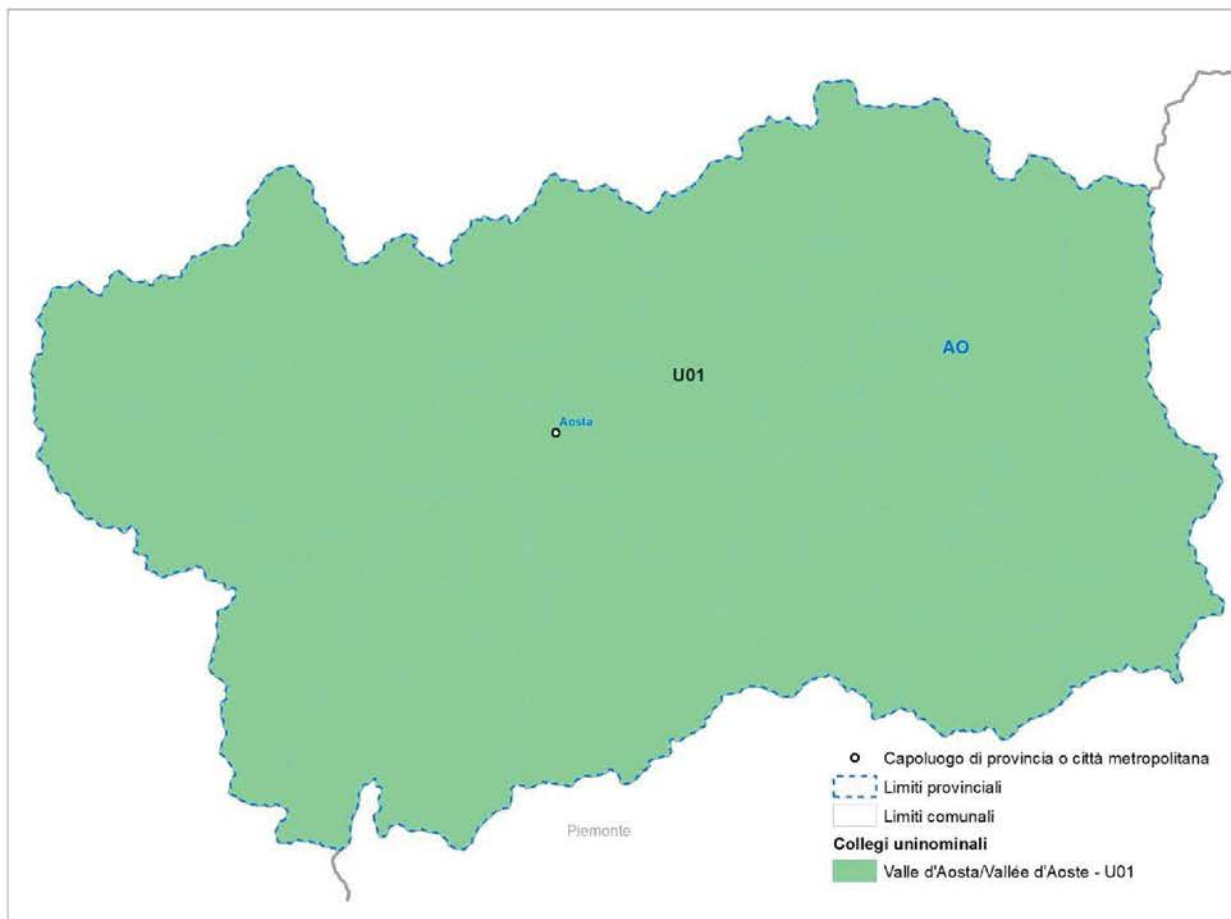 AO
U01
Aosta
Capoluogo di provincia o città metropolitana
Limiti provinciali
Limiti comunali
Collegi uninominali
Valle d'Aosta/Vallée d'Aoste - U01
Piemonte